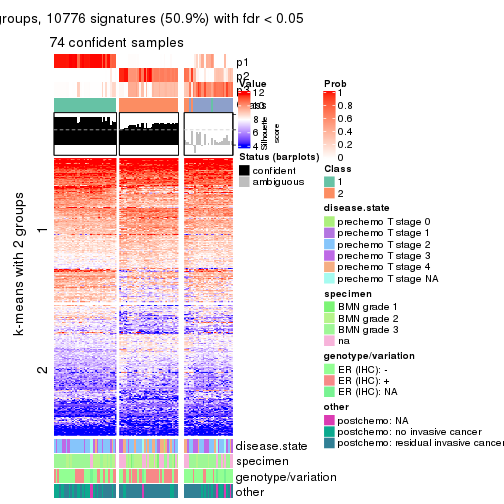 groups, 10776 signatures (50.9%) with fdr < 0.05
74 confident samples
p1
p2
p3
Class
Value
12
10
8
6
4
Silhouette
score
Status (barplots)
confident
ambiguous
k-means with 2 groups
1
2
Prob
1
0.8
0.6
0.4
0.2
0
Class
1
2
disease.state
prechemo T stage 0
prechemo T stage 1
prechemo T stage 2
prechemo T stage 3
prechemo T stage 4
prechemo T stage NA
specimen
BMN grade 1
BMN grade 2
BMN grade 3
na
genotype/variation
ER (IHC): -
ER (IHC): +
ER (IHC): NA
other
postchemo: NA
postchemo: no invasive cancer
postchemo: residual invasive cancer
disease.state
specimen
genotype/variation
other